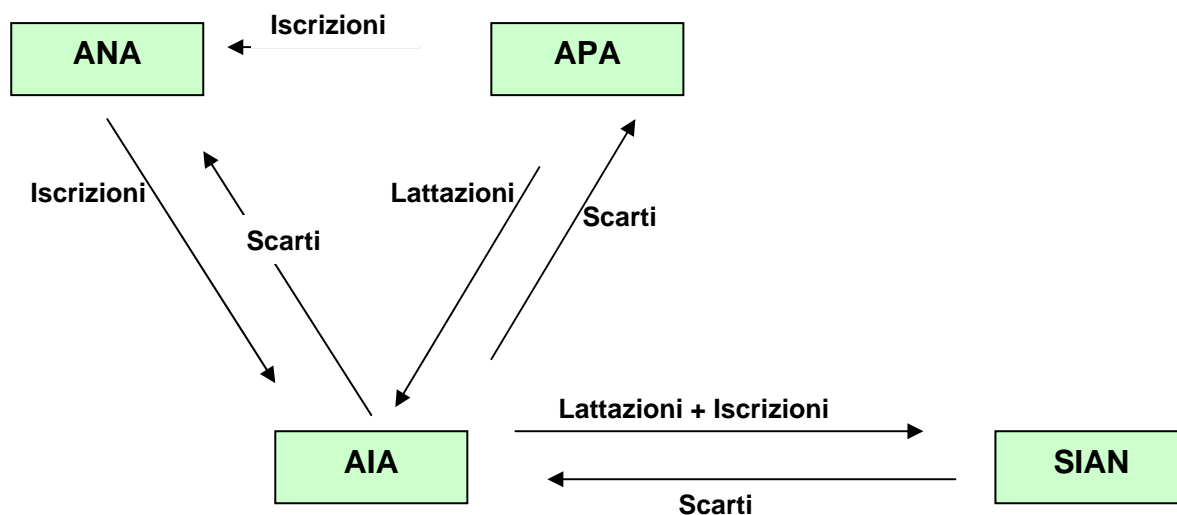 Iscrizioni
ANA
APA
Iscrizioni
Lattazioni
Scarti
Scarti
Lattazioni + Iscrizioni
AIA
SIAN
Scarti